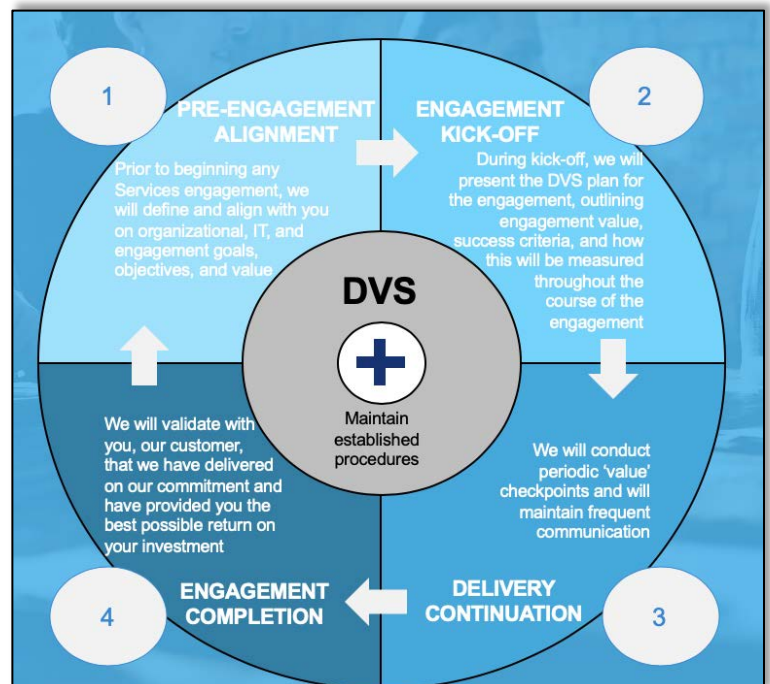 1
PRE-ENGAGEMENT
ALIGNMENT
Prior to beginning any
Services engagement, we
will define and align with you
on organizational, IT, and
engagement goals,
objectives, and value
2
ENGAGEMENT
KICK-OFF
During kick-off, we will
present the DVS plan for
the engagement, outlining
engagement value,
success criteria, and how
this will be measured
throughout the
course of the
engagement
DVS
Maintain
established
procedures
We will conduct
periodic ‘value’
checkpoints and will
maintain frequent
communication
DELIVERY
CONTINUATION
3
We will validate with
you, our customer,
that we have delivered
on our commitment and
have provided you the
best possible return on
your investment
ENGAGEMENT
COMPLETION
4